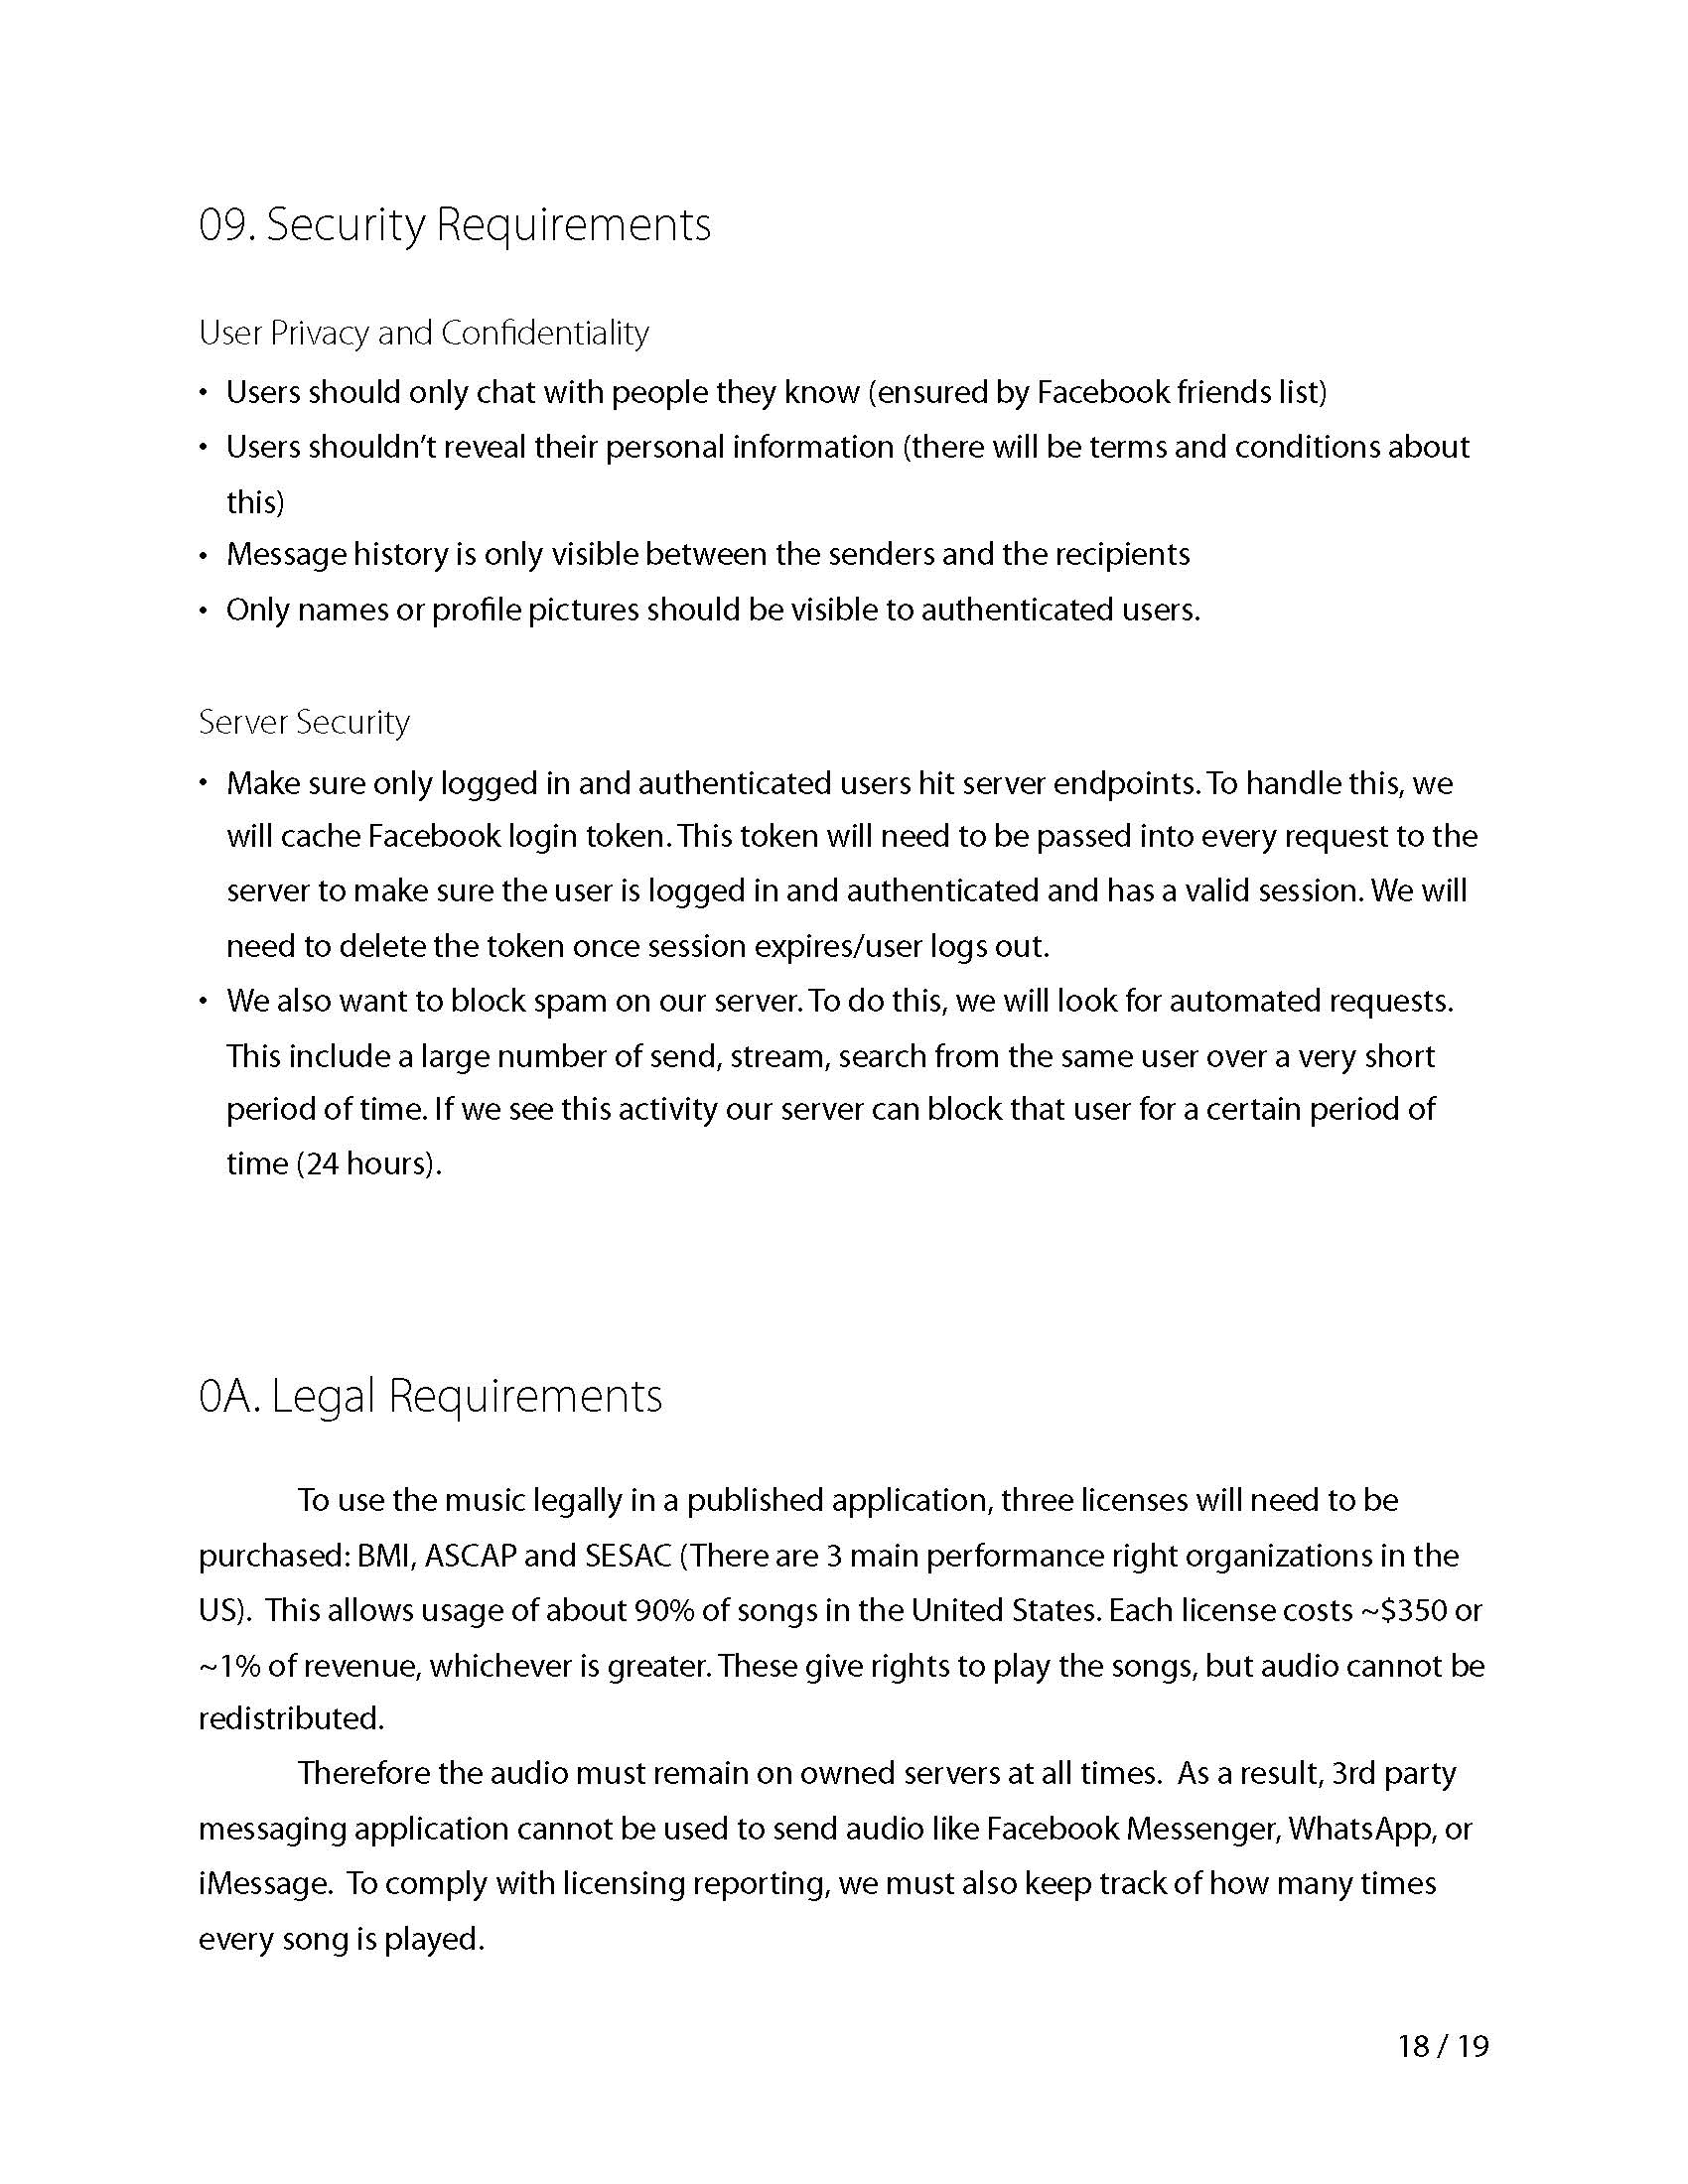 09. Security Requirements
User Privacy and Confidentiality
• Users should only chat with people they know (ensured by Facebook friends list)
• Users shouldn’t reveal their personal information (there will be terms and conditions about
this)
• Message history is only visible between the senders and the recipients
• Only names or profile pictures should be visible to authenticated users.
Server Security
• Make sure only logged in and authenticated users hit server endpoints. To handle this, we
will cache Facebook login token. This token will need to be passed into every request to the
server to make sure the user is logged in and authenticated and has a valid session. We will
need to delete the token once session expires/user logs out.
• We also want to block spam on our server. To do this, we will look for automated requests.
This include a large number of send, stream, search from the same user over a very short
period of time. If we see this activity our server can block that user for a certain period of
time (24 hours).
0A. Legal Requirements
To use the music legally in a published application, three licenses will need to be
purchased: BMI, ASCAP and SESAC (There are 3 main performance right organizations in the
US).  This allows usage of about 90% of songs in the United States. Each license costs ~$350 or
~1% of revenue, whichever is greater. These give rights to play the songs, but audio cannot be
redistributed.
Therefore the audio must remain on owned servers at all times.  As a result, 3rd party
messaging application cannot be used to send audio like Facebook Messenger, WhatsApp, or
iMessage.  To comply with licensing reporting, we must also keep track of how many times
every song is played.
18 / 19